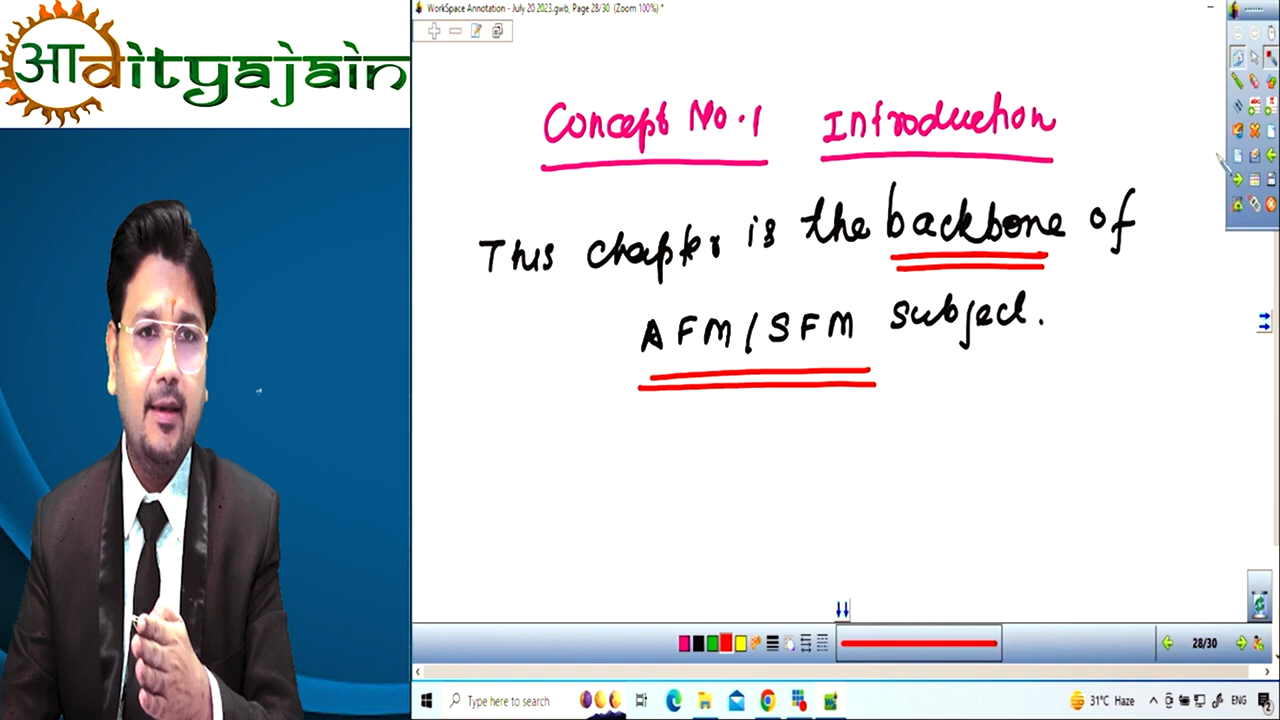 आdityajain
WorkSpace Annotation - July 20 2023.gwb, Page 28/30 (Zoom 100%) *
Concept No.1 Introduction
This chapter is the backbone of
AFM/SFM subject.
28/30
Type here to search
31°C Haze
ENG